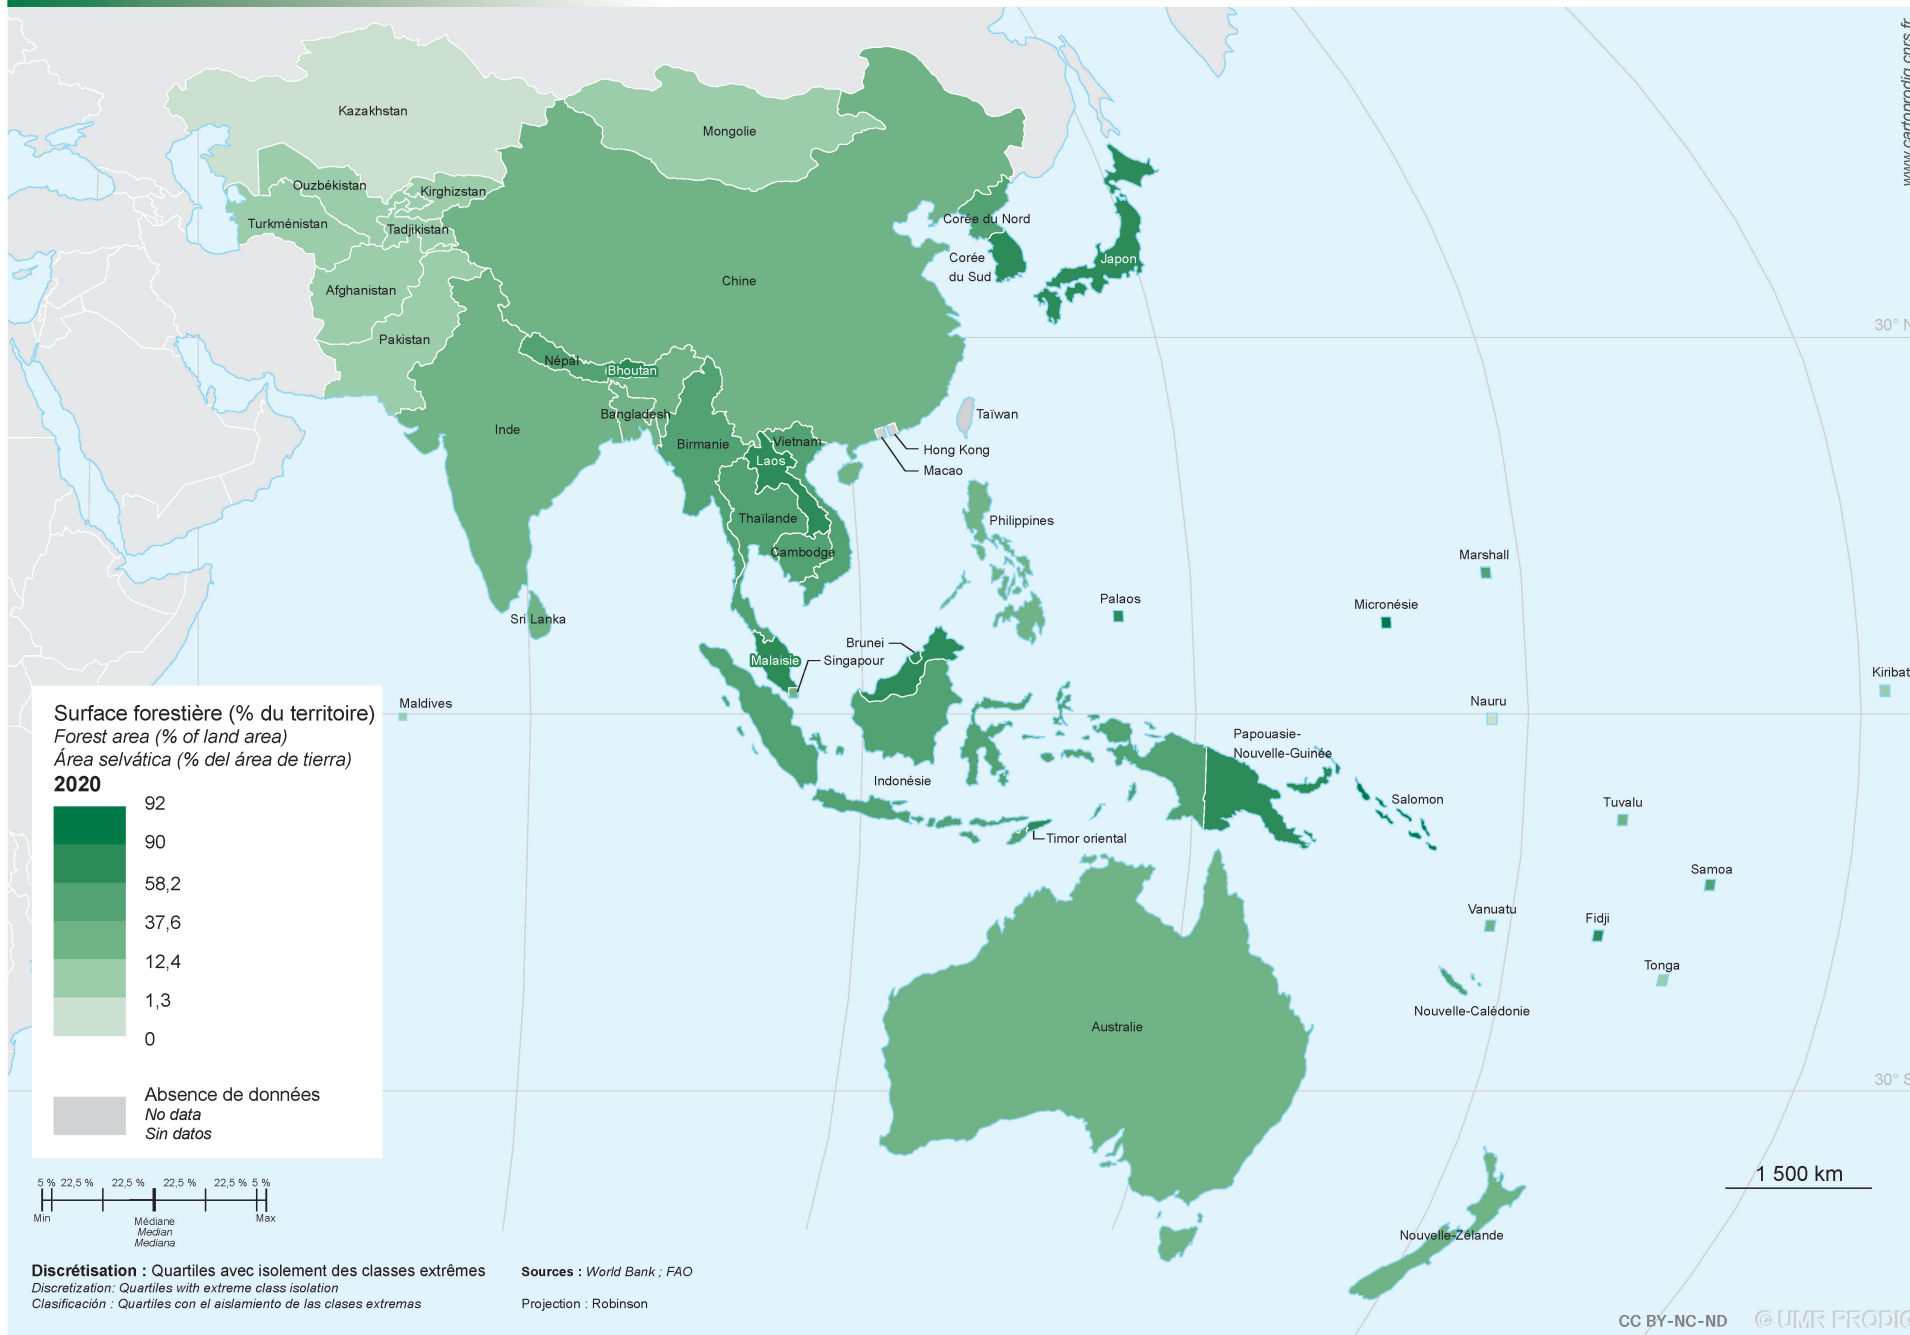 www.cartoprodig.cnrs.fr
Kazakhstan
Mongolie
Ouzbékistan
Kirghizstan
Turkménistan
Tadjikistan
Corée du Nord
Corée
du Sud
Japon
Chine
Afghanistan
Pakistan
30° N
Népal
Bhoutan
Bangladesh
Inde
Birmanie
Vietnam
Laos
Taïwan
Hong Kong
Macao
Thaïlande
Philippines
Cambodge
Marshall
Palaos
Micronésie
Sri Lanka
Brunei
Malaisie
Singapour
Kiribat
Maldives
Nauru
Papouasie-
Nouvelle-Guinée
Indonésie
Salomon
Tuvalu
Timor oriental
Samoa
Vanuatu
Fidji
Tonga
Nouvelle-Calédonie
Australie
30° S
Nouvelle-Zélande
Surface forestière (% du territoire)
Forest area (% of land area)
Área selvática (% del área de tierra)
2020
92
90
58,2
37,6
12,4
1,3
0
Absence de données
No data
Sin datos
5 % 22,5 % 22,5 % 22,5 % 22,5 % 5 %
Min Max
Médiane
Median
Mediana
1 500 km
Discrétisation : Quartiles avec isolement des classes extrêmes
Discretization: Quartiles with extreme class isolation
Clasificación : Quartiles con el aislamiento de las clases extremas
Sources : World Bank ; FAO
Projection : Robinson
CC BY-NC-ND © UMR PRODIG